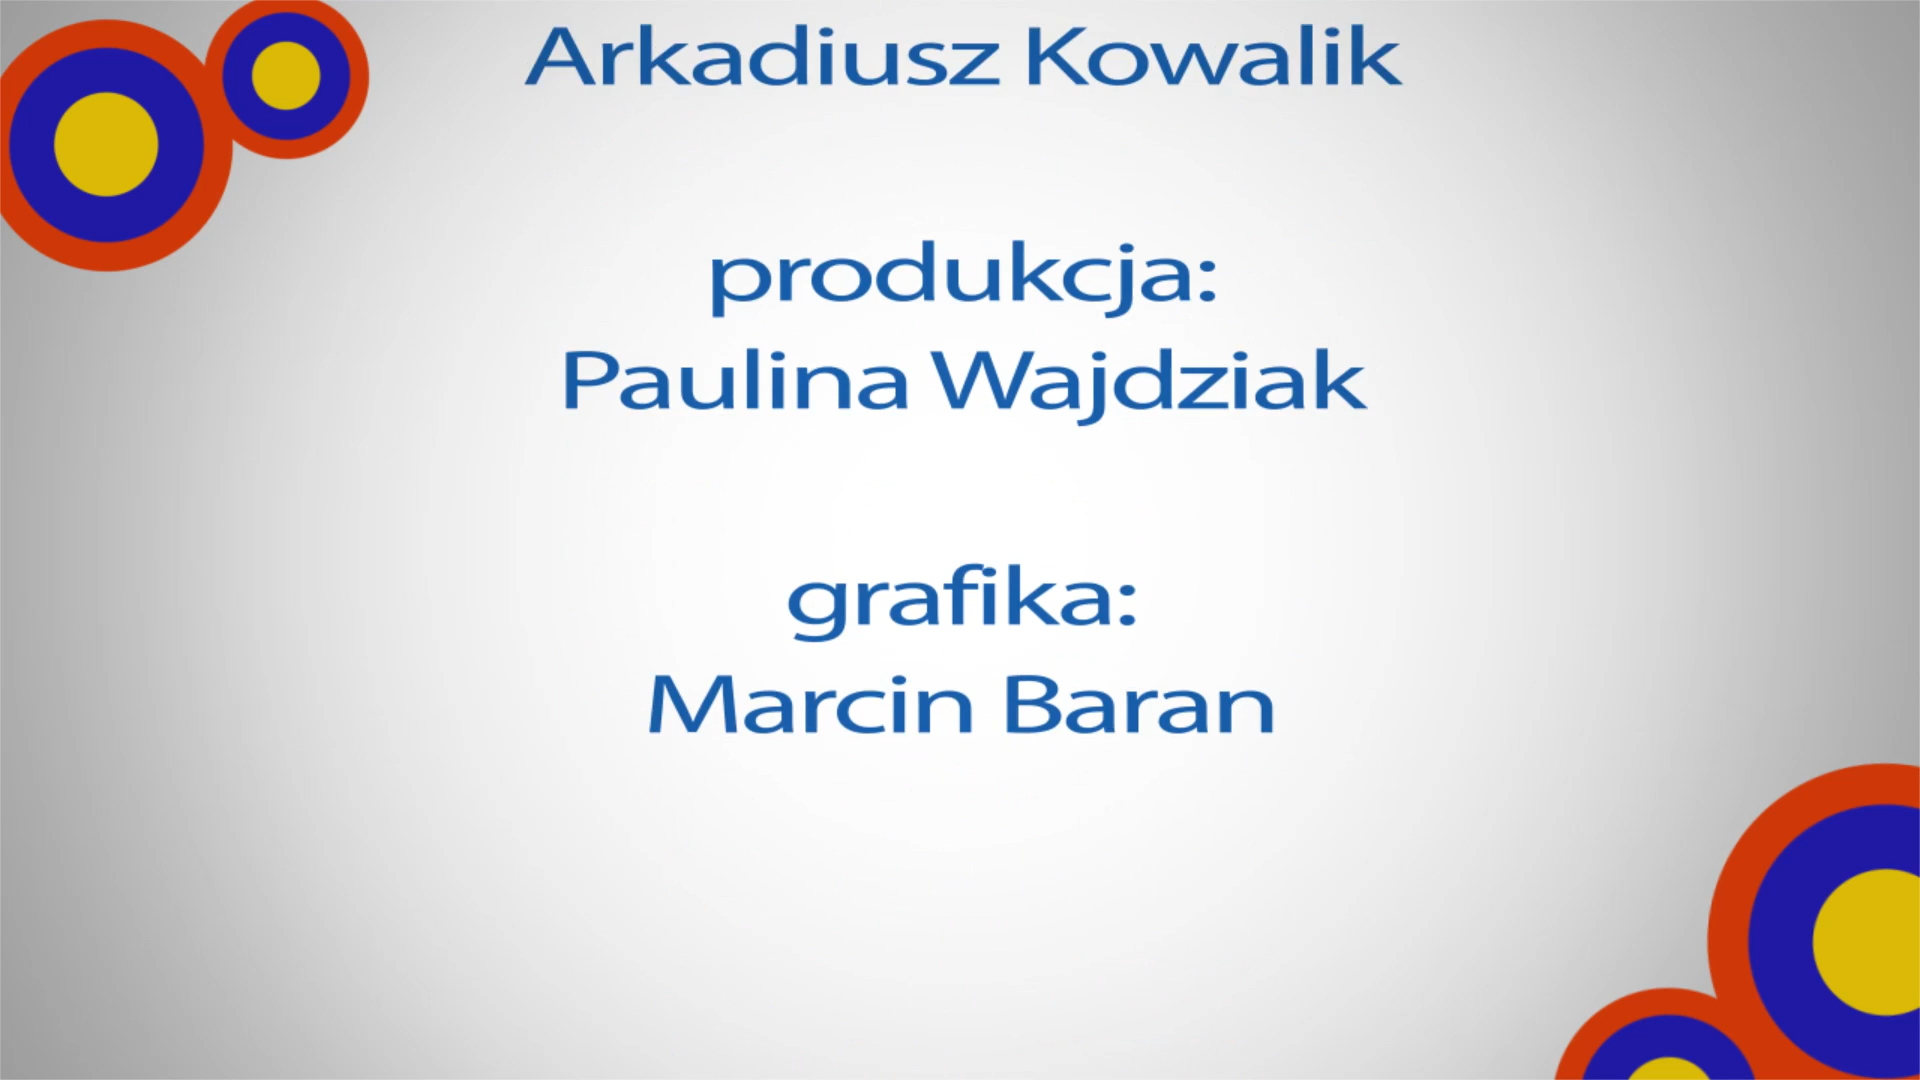 Arkadiusz Kowalik
produkcja:
Paulina Wajdziak
grafika:
Marcin Baran